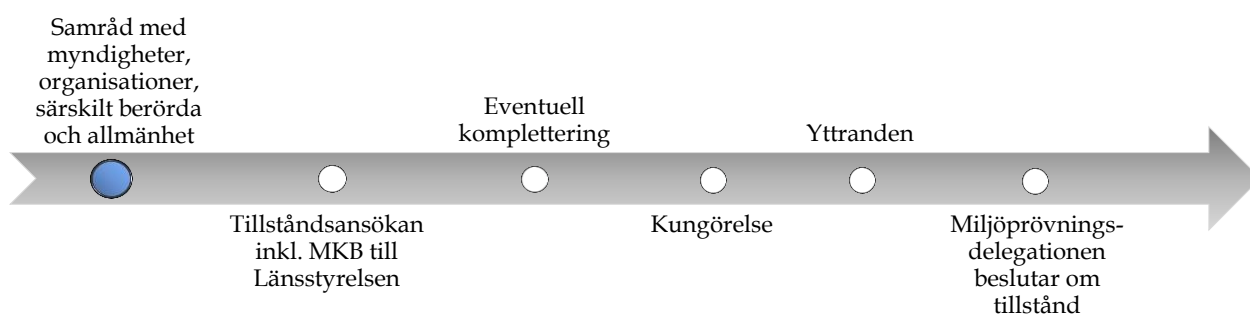 Samråd med
myndigheter,
organisationer,
särskilt berörda
och allmänhet
Tillståndsansökan
inkl. MKB till
Länsstyrelsen
Eventuell
komplettering
Kungörelse
Yttranden
Miljöprövnings-
delegationen
beslutar om
tillstånd